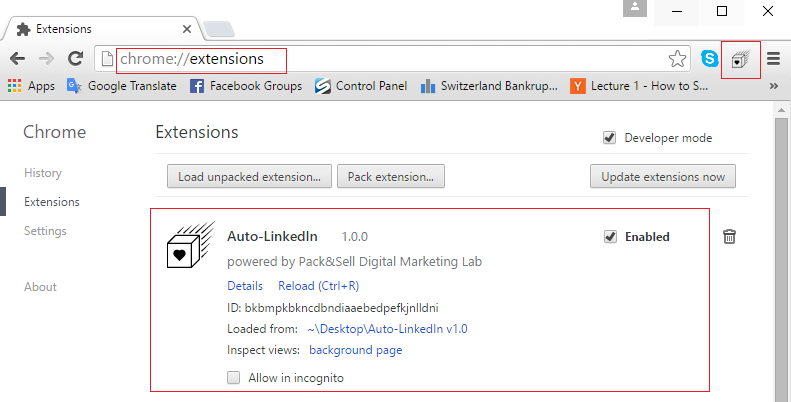 Extensions
chrome://extensions
Apps Google Translate Facebook Groups Control Panel Switzerland Bankrup... Lecture 1 - How to S... »
Chrome
Extensions
Developer mode
History
Load unpacked extension... Pack extension... Update extensions now
Extensions
Settings
Auto-LinkedIn 1.0.0 Enabled
powered by Pack&Sell Digital Marketing Lab
About
Details Reload (Ctrl+R)
ID: bkbmpkbkncdbndiaaebedpefkjnlldni
Loaded from: ~\Desktop\Auto-LinkedIn v1.0
Inspect views: background page
Allow in incognito